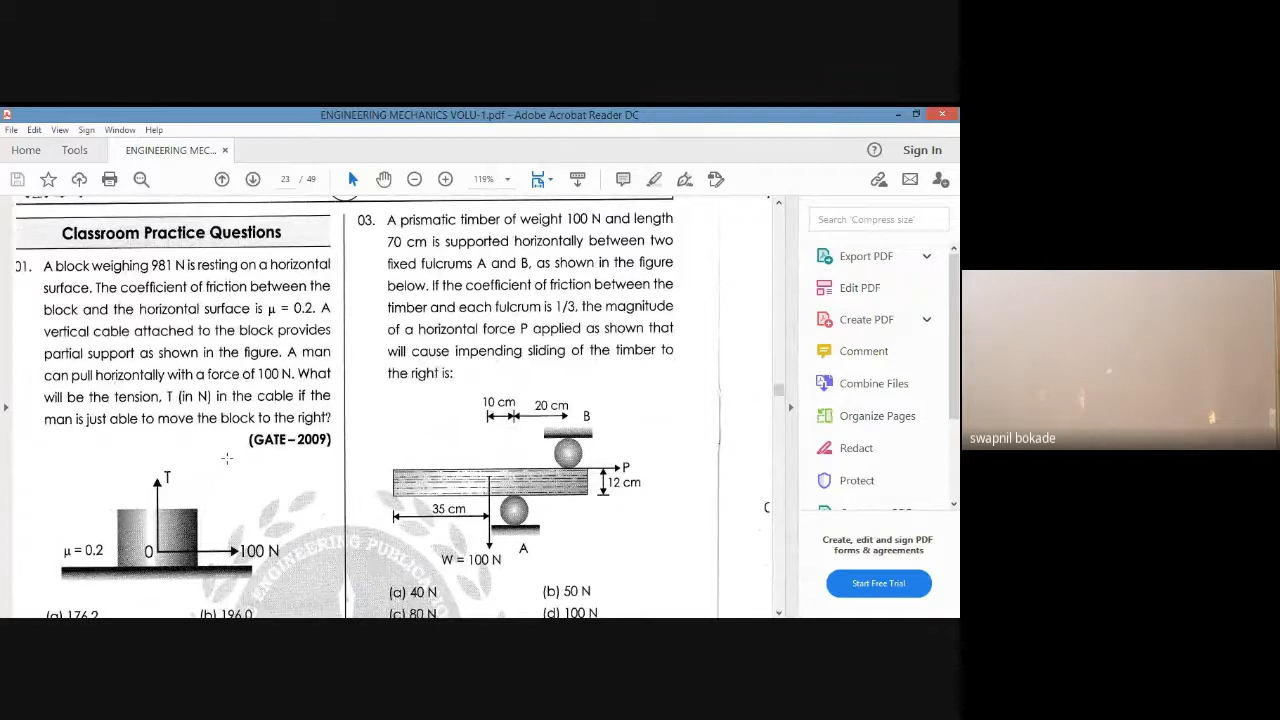 ENGINEERING MECHANICS VOLU-1.pdf - Adobe Acrobat Reader DC
File Edit View Sign Window Help
Home Tools ENGINEERING MEC... × Sign In
23 / 49 119%
Classroom Practice Questions
01. A block weighing 981 N is resting on a horizontal
surface. The coefficient of friction between the
block and the horizontal surface is μ = 0.2. A
vertical cable attached to the block provides
partial support as shown in the figure. A man
can pull horizontally with a force of 100 N. What
will be the tension, T (in N) in the cable if the
man is just able to move the block to the right?
(GATE – 2009)
T
μ = 0.2 0 100 N
(a) 176.2 (b) 196.0
03. A prismatic timber of weight 100 N and length
70 cm is supported horizontally between two
fixed fulcrums A and B, as shown in the figure
below. If the coefficient of friction between the
timber and each fulcrum is 1/3, the magnitude
of a horizontal force P applied as shown that
will cause impending sliding of the timber to
the right is:
10 cm 20 cm B
P
12 cm
35 cm
A
W = 100 N
(a) 40 N (b) 50 N
(c) 80 N (d) 100 N
ENGINEERING PUBLICATIONS
Search 'Compress size'
Export PDF
Edit PDF
Create PDF
Comment
Combine Files
Organize Pages
Redact
Protect
Create, edit and sign PDF
forms & agreements
Start Free Trial
swapnil bokade